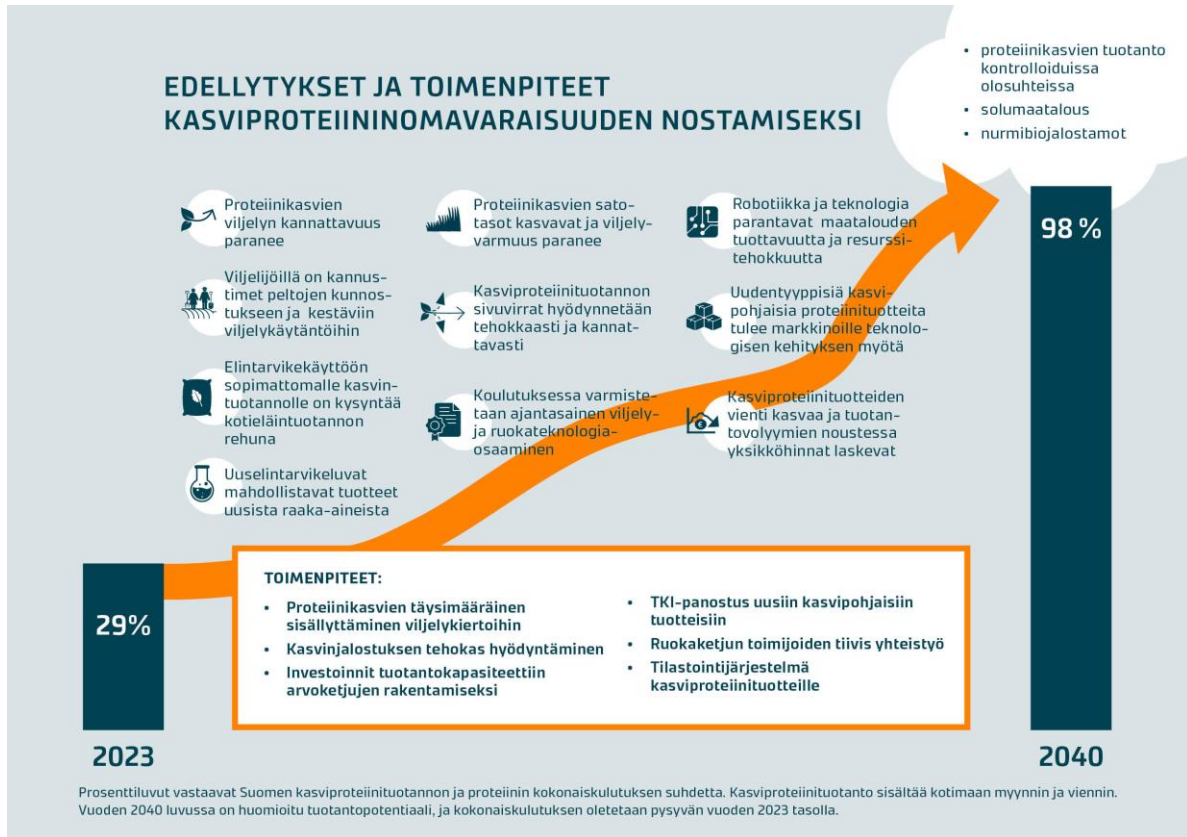 EDELLYTYKSET JA TOIMENPITEET
KASVIPROTEIININOMAVARAISUUDEN NOSTAMISEKSI
• proteiinikasvien tuotanto
kontrolloiduissa
olosuhteissa
• solumaatalous
• nurmibiojalostamot
Proteiinikasvien
viljelyn kannattavuus
paranee
Viljelijöillä on kannus-
timet peltojen kunnos-
tukseen ja kestäviin
viljelykäytäntöihin
Elintarvikekäyttöön
sopimattomalle kasvin-
tuotannolle on kysyntää
kotieläintuotannon
rehuna
Uuselintarvikeluvat
mahdollistavat tuotteet
uusista raaka-aineista
Proteiinikasvien sato-
tasot kasvavat ja viljely-
varmuus paranee
Kasviproteiinituotannon
sivuvirrat hyödynnetään
tehokkaasti ja kannat-
tavasti
Koulutuksessa varmiste-
taan ajantasainen viljely-
ja ruokateknologia-
osaaminen
Robotiikka ja teknologia
parantavat maatalouden
tuottavuutta ja resurssi-
tehokkuutta
Uudentyyppisiä kasvi-
pohjaisia proteiinituotteita
tulee markkinoille teknolo-
gisen kehityksen myötä
Kasviproteiinituotteiden
vienti kasvaa ja tuotan-
tovolyymien noustessa
yksikköhinnat laskevat
29%
98 %
TOIMENPITEET:
• Proteiinikasvien täysimääräinen
sisällyttäminen viljelykiertoihin
• Kasvinjalostuksen tehokas hyödyntäminen
• Investoinnit tuotantokapasiteettiin
arvoketjujen rakentamiseksi
• TKI-panostus uusiin kasvipohjaisiin
tuotteisiin
• Ruokaketjun toimijoiden tiivis yhteistyö
• Tilastointijärjestelmä
kasviproteiinituotteille
2023
2040
Prosenttiluvut vastaavat Suomen kasviproteiinituotannon ja proteiinin kokonaiskulutuksen suhdetta. Kasviproteiinituotanto sisältää kotimaan myynnin ja viennin.
Vuoden 2040 luvussa on huomioitu tuotantopotentiaali, ja kokonaiskulutuksen oletetaan pysyvän vuoden 2023 tasolla.